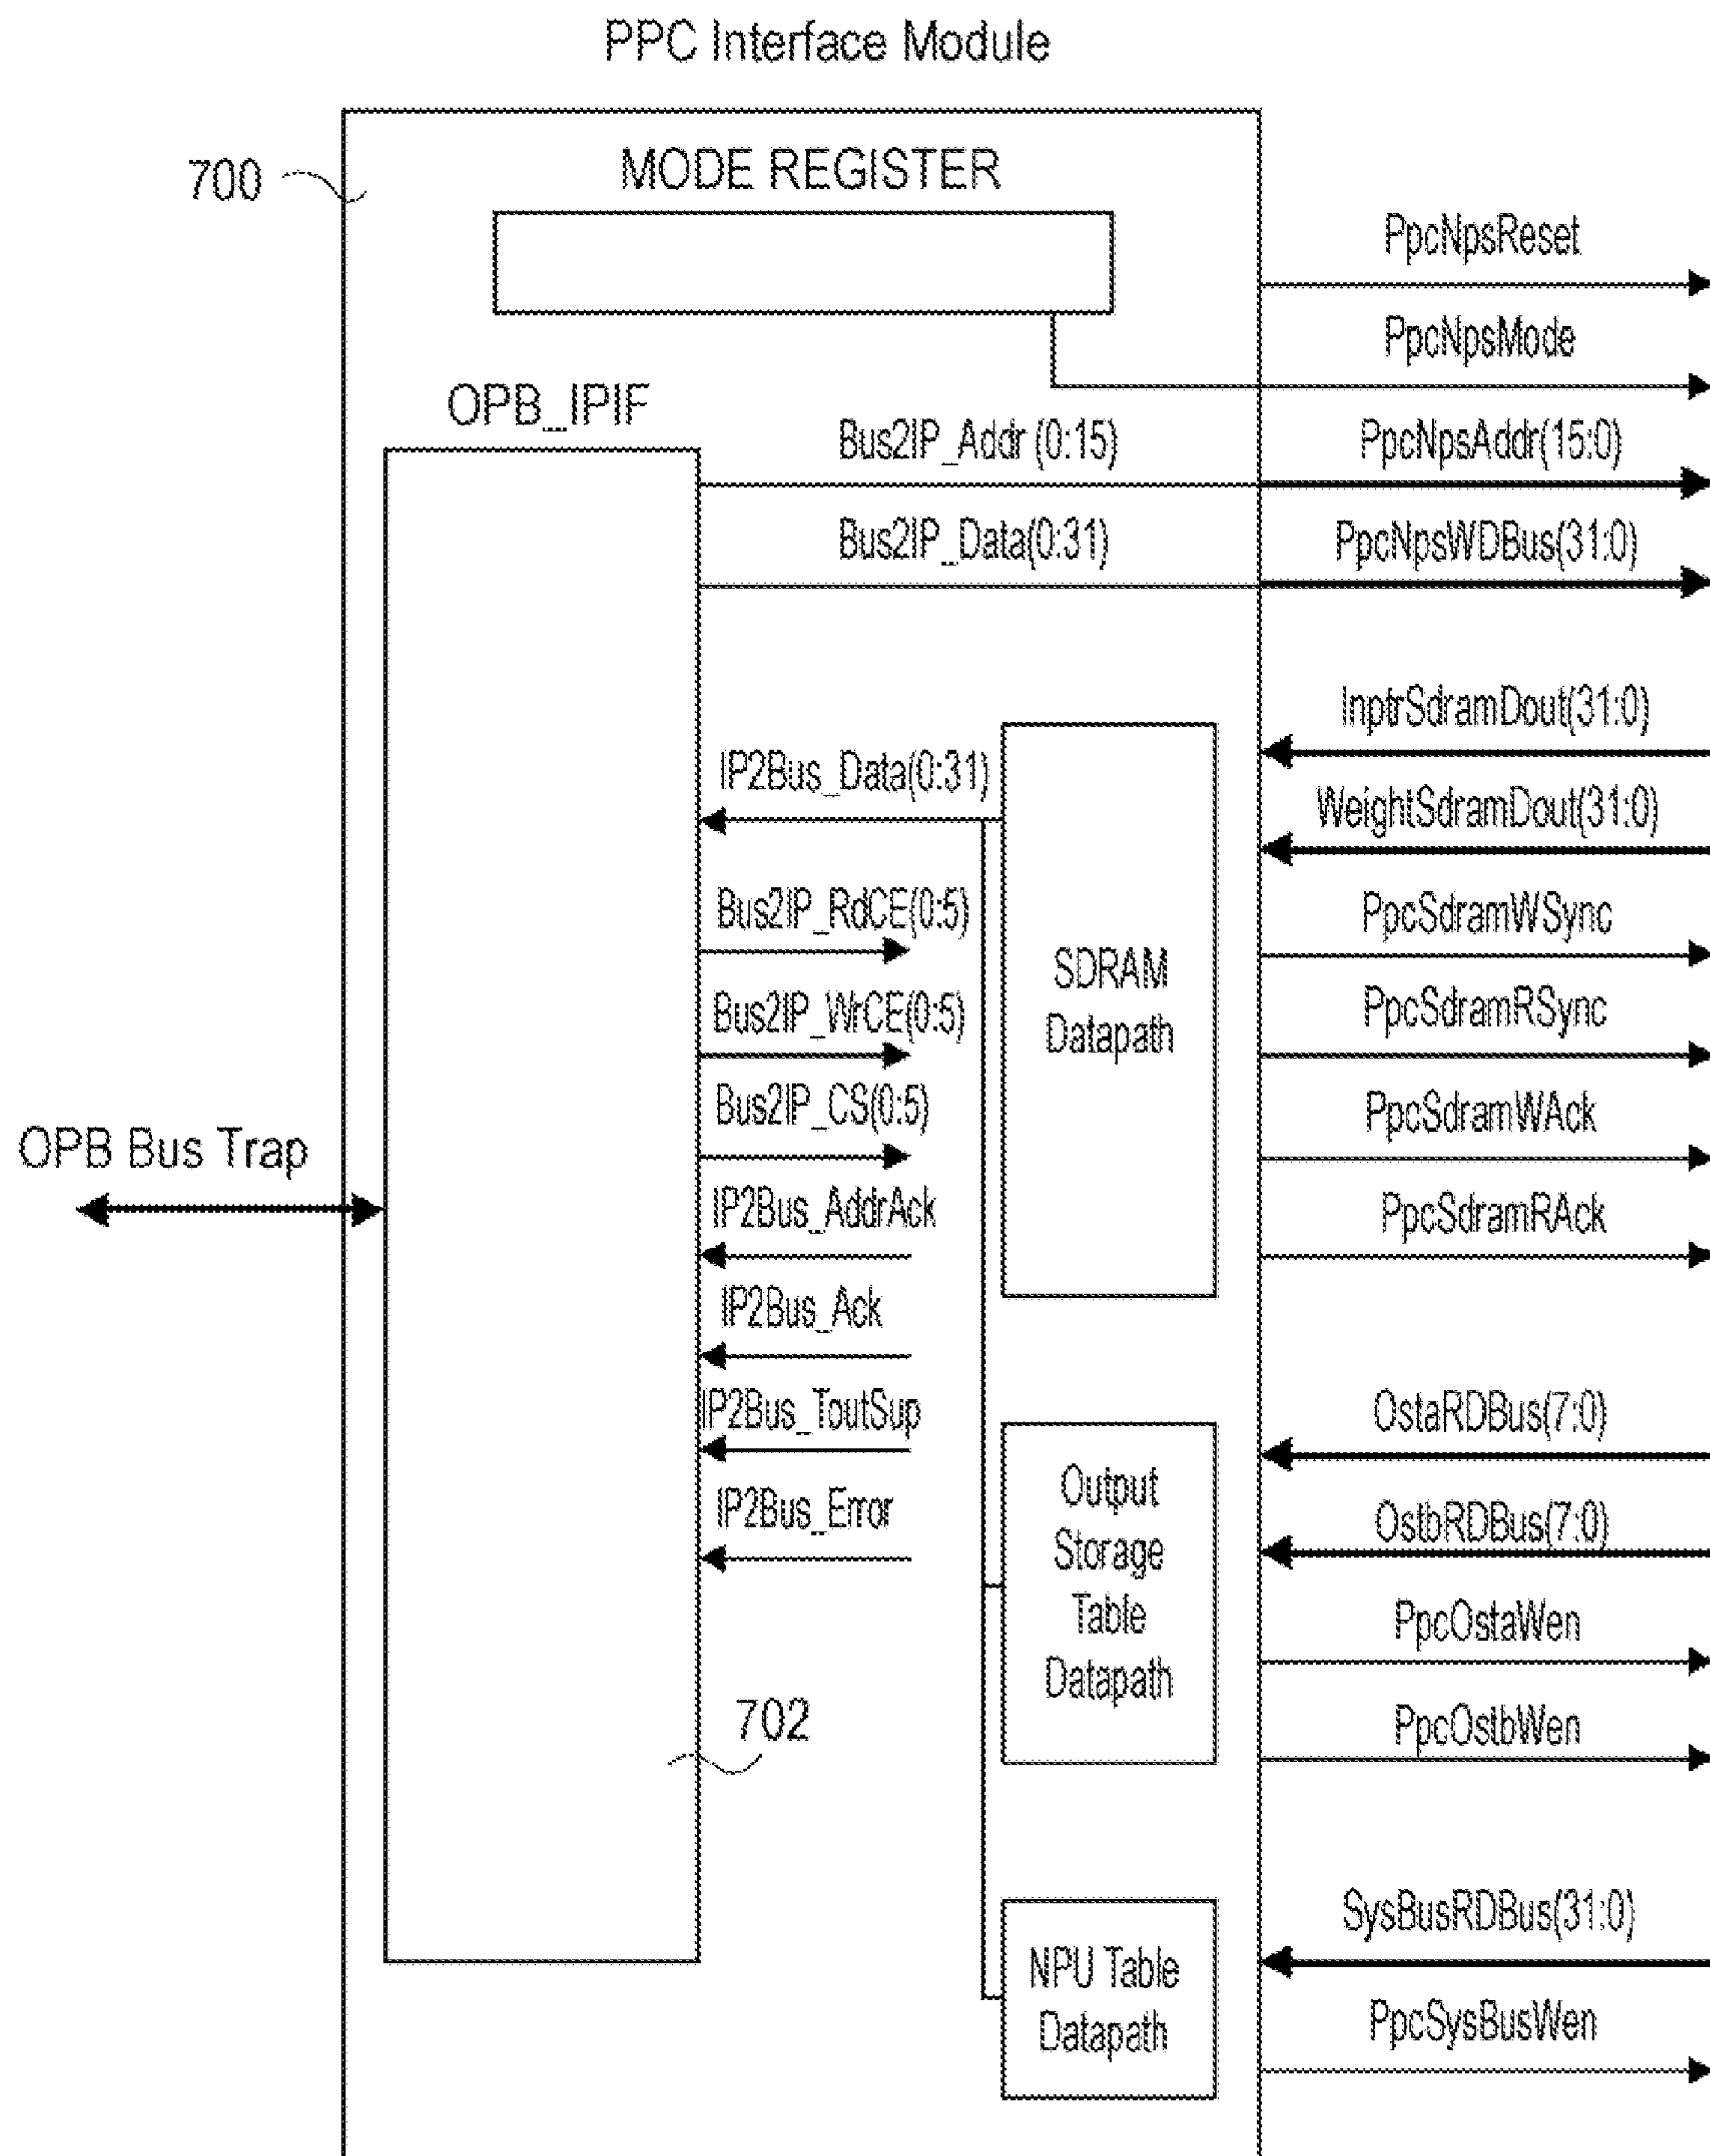 PPC Interface Module
700
MODE REGISTER
PpcNpsReset
PpcNpsMode
OPB_IPIF
Bus2IP_Addr (0:15)
PpcNpsAddr(15:0)
Bus2IP_Data(0:31)
PpcNpsWDBus(31:0)
InptrSdramDout(31:0)
IP2Bus_Data(0:31)
WeightSdramDout(31:0)
Bus2IP_RdCE(0:5)
PpcSdramWSync
SDRAM
Datapath
Bus2IP_WrCE(0:5)
PpcSdramRSync
Bus2IP_CS(0:5)
PpcSdramWAck
OPB Bus Trap
IP2Bus_AddrAck
PpcSdramRAck
IP2Bus_Ack
IP2Bus_ToutSup
OstaRDBus(7:0)
Output
Storage
Table
Datapath
IP2Bus_Error
OstbRDBus(7:0)
PpcOstaWen
702
PpcOstbWen
SysBusRDBus(31:0)
NPU Table
Datapath
PpcSysBusWen